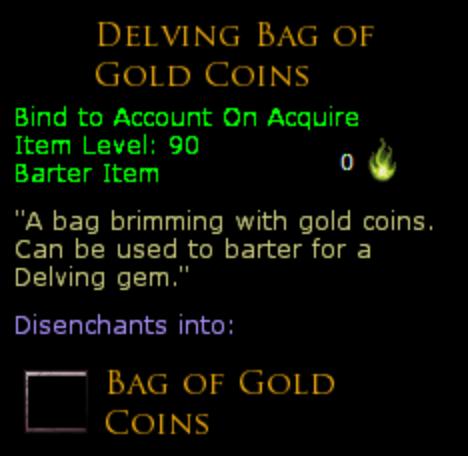 Delving Bag of
Gold Coins
Bind to Account On Acquire
Item Level: 90
0
Barter Item
"A bag brimming with gold coins.
Can be used to barter for a
Delving gem."
Disenchants into:
Bag of Gold
Coins